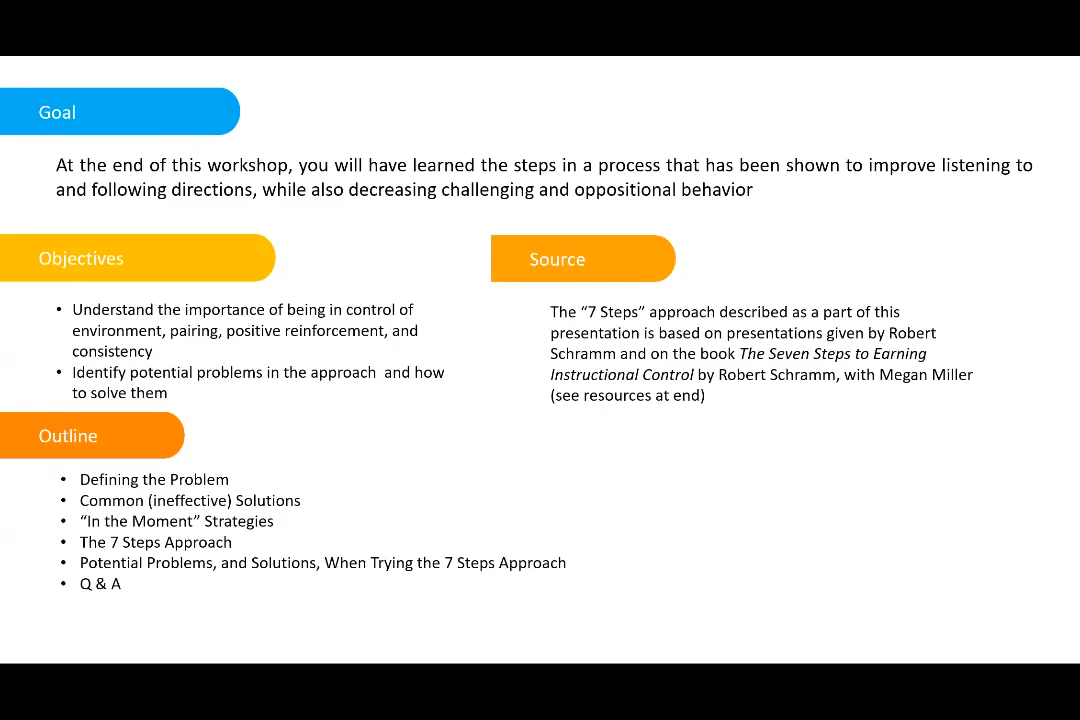 Goal
At the end of this workshop, you will have learned the steps in a process that has been shown to improve listening to
and following directions, while also decreasing challenging and oppositional behavior
Objectives
• Understand the importance of being in control of
environment, pairing, positive reinforcement, and
consistency
• Identify potential problems in the approach and how
to solve them
Source
The “7 Steps” approach described as a part of this
presentation is based on presentations given by Robert
Schramm and on the book The Seven Steps to Earning
Instructional Control by Robert Schramm, with Megan Miller
(see resources at end)
Outline
• Defining the Problem
• Common (ineffective) Solutions
• “In the Moment” Strategies
• The 7 Steps Approach
• Potential Problems, and Solutions, When Trying the 7 Steps Approach
• Q & A